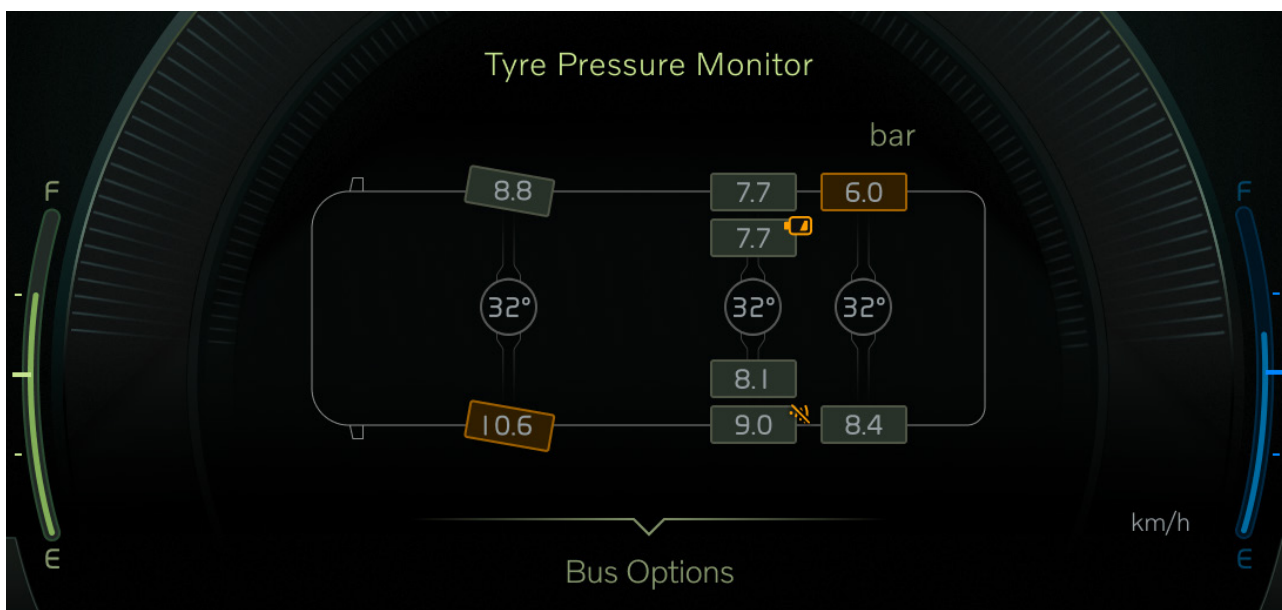 Tyre Pressure Monitor
bar
F
F
8.8
7.7
6.0
7.7
32°
32°
32°
8.1
10.6
9.0
8.4
km/h
E
E
Bus Options